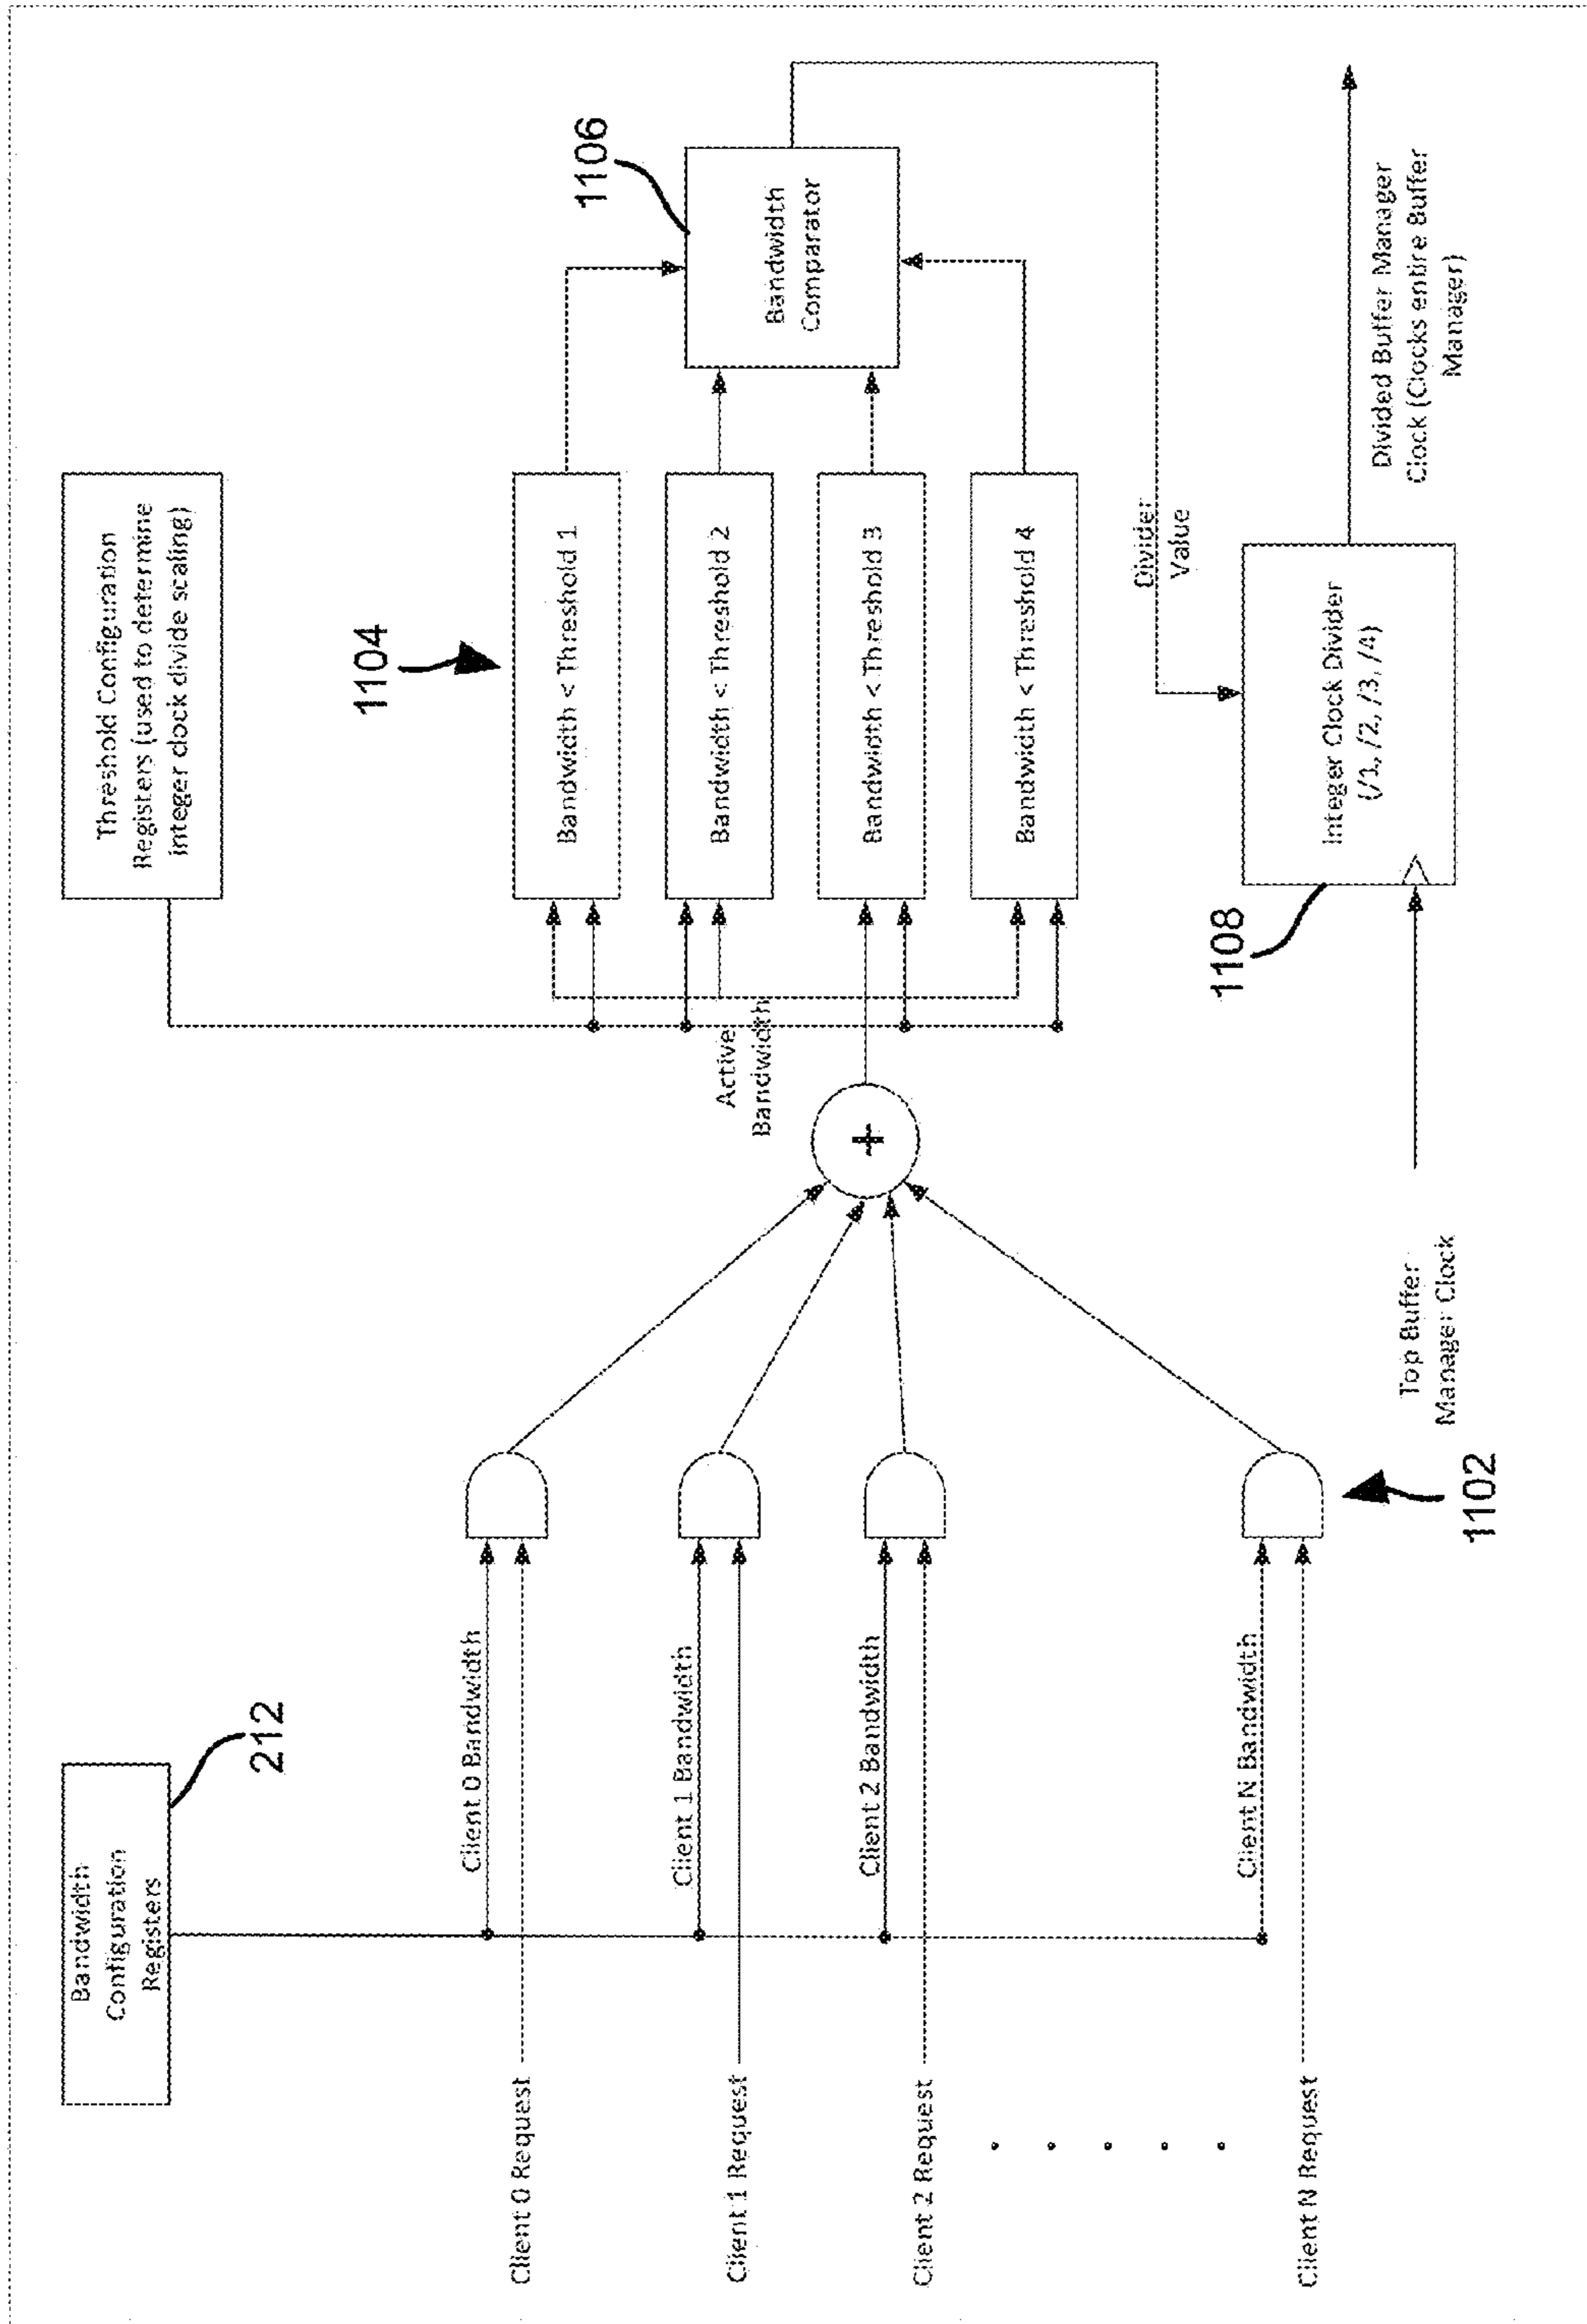 Bandwidth
Configuration
Registers
212
Threshold Configuration
Registers (used to determine
integer clock divide scaling)
Client 0 Request
Client 0 Bandwidth
Client 1 Request
Client 1 Bandwidth
Client 2 Request
Client 2 Bandwidth
. . . . .
Client N Request
Client N Bandwidth
1102
+
Active
Bandwidth
1104
Bandwidth < Threshold 1
Bandwidth < Threshold 2
Bandwidth < Threshold 3
Bandwidth < Threshold 4
1106
Bandwidth
Comparator
Divider
Value
Top Buffer
Manager Clock
1108
Integer Clock Divider
(/1, /2, /3, /4)
Divided Buffer Manager
Clock (Clocks entire Buffer
Manager)